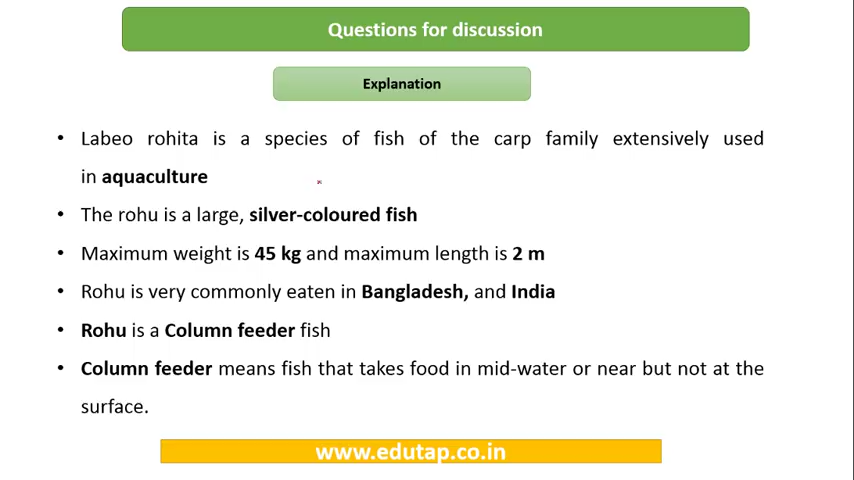 Questions for discussion
Explanation
• Labeo rohita is a species of fish of the carp family extensively used
in aquaculture
• The rohu is a large, silver-coloured fish
• Maximum weight is 45 kg and maximum length is 2 m
• Rohu is very commonly eaten in Bangladesh, and India
• Rohu is a Column feeder fish
• Column feeder means fish that takes food in mid-water or near but not at the
surface.
www.edutap.co.in